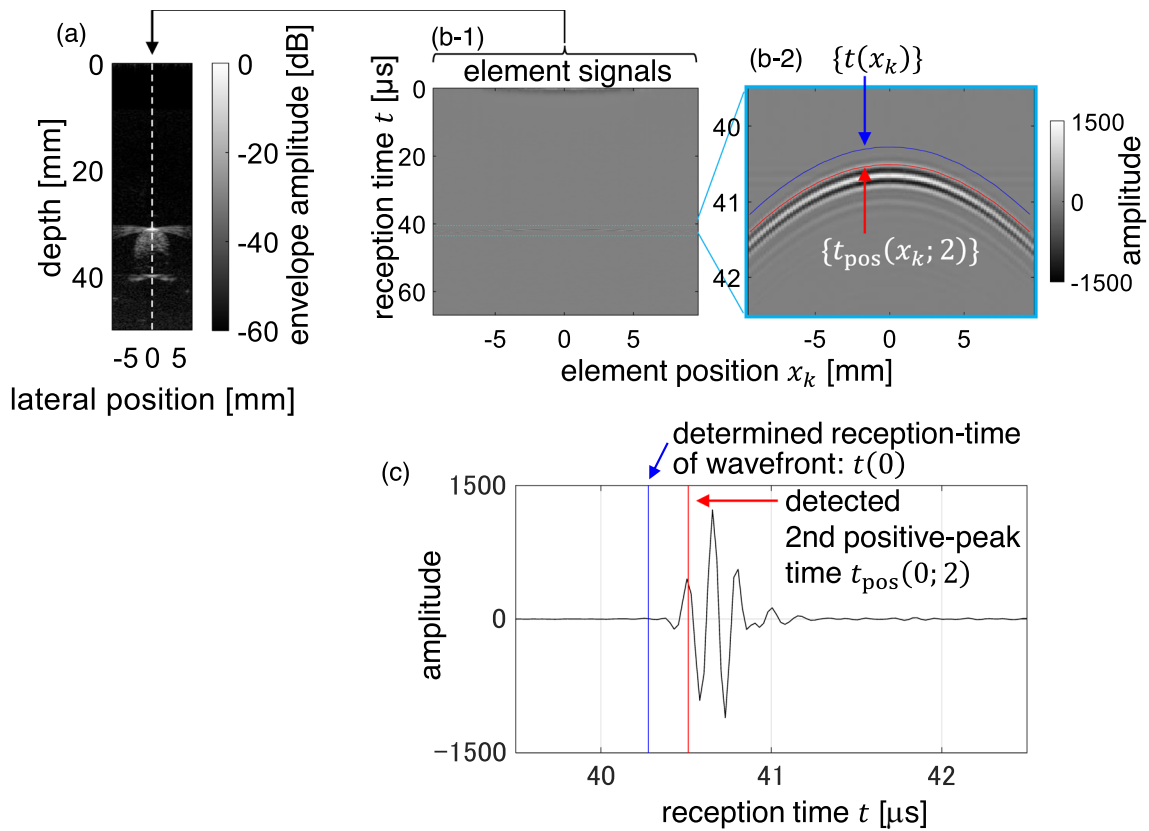 (a)
0
20
40
depth [mm]
-5 0 5
lateral position [mm]
0
-20
-40
-60
envelope amplitude [dB]
(b-1)
element signals
reception time t [μs]
0
20
40
60
-5 0 5
(b-2)
{t(x_k)}
40
41
42
{t_pos(x_k; 2)}
-5 0 5
element position x_k [mm]
1500
0
-1500
amplitude
(c)
determined reception-time
of wavefront: t(0)
detected
2nd positive-peak
time t_pos(0; 2)
1500
0
−1500
amplitude
40 41 42
reception time t [μs]